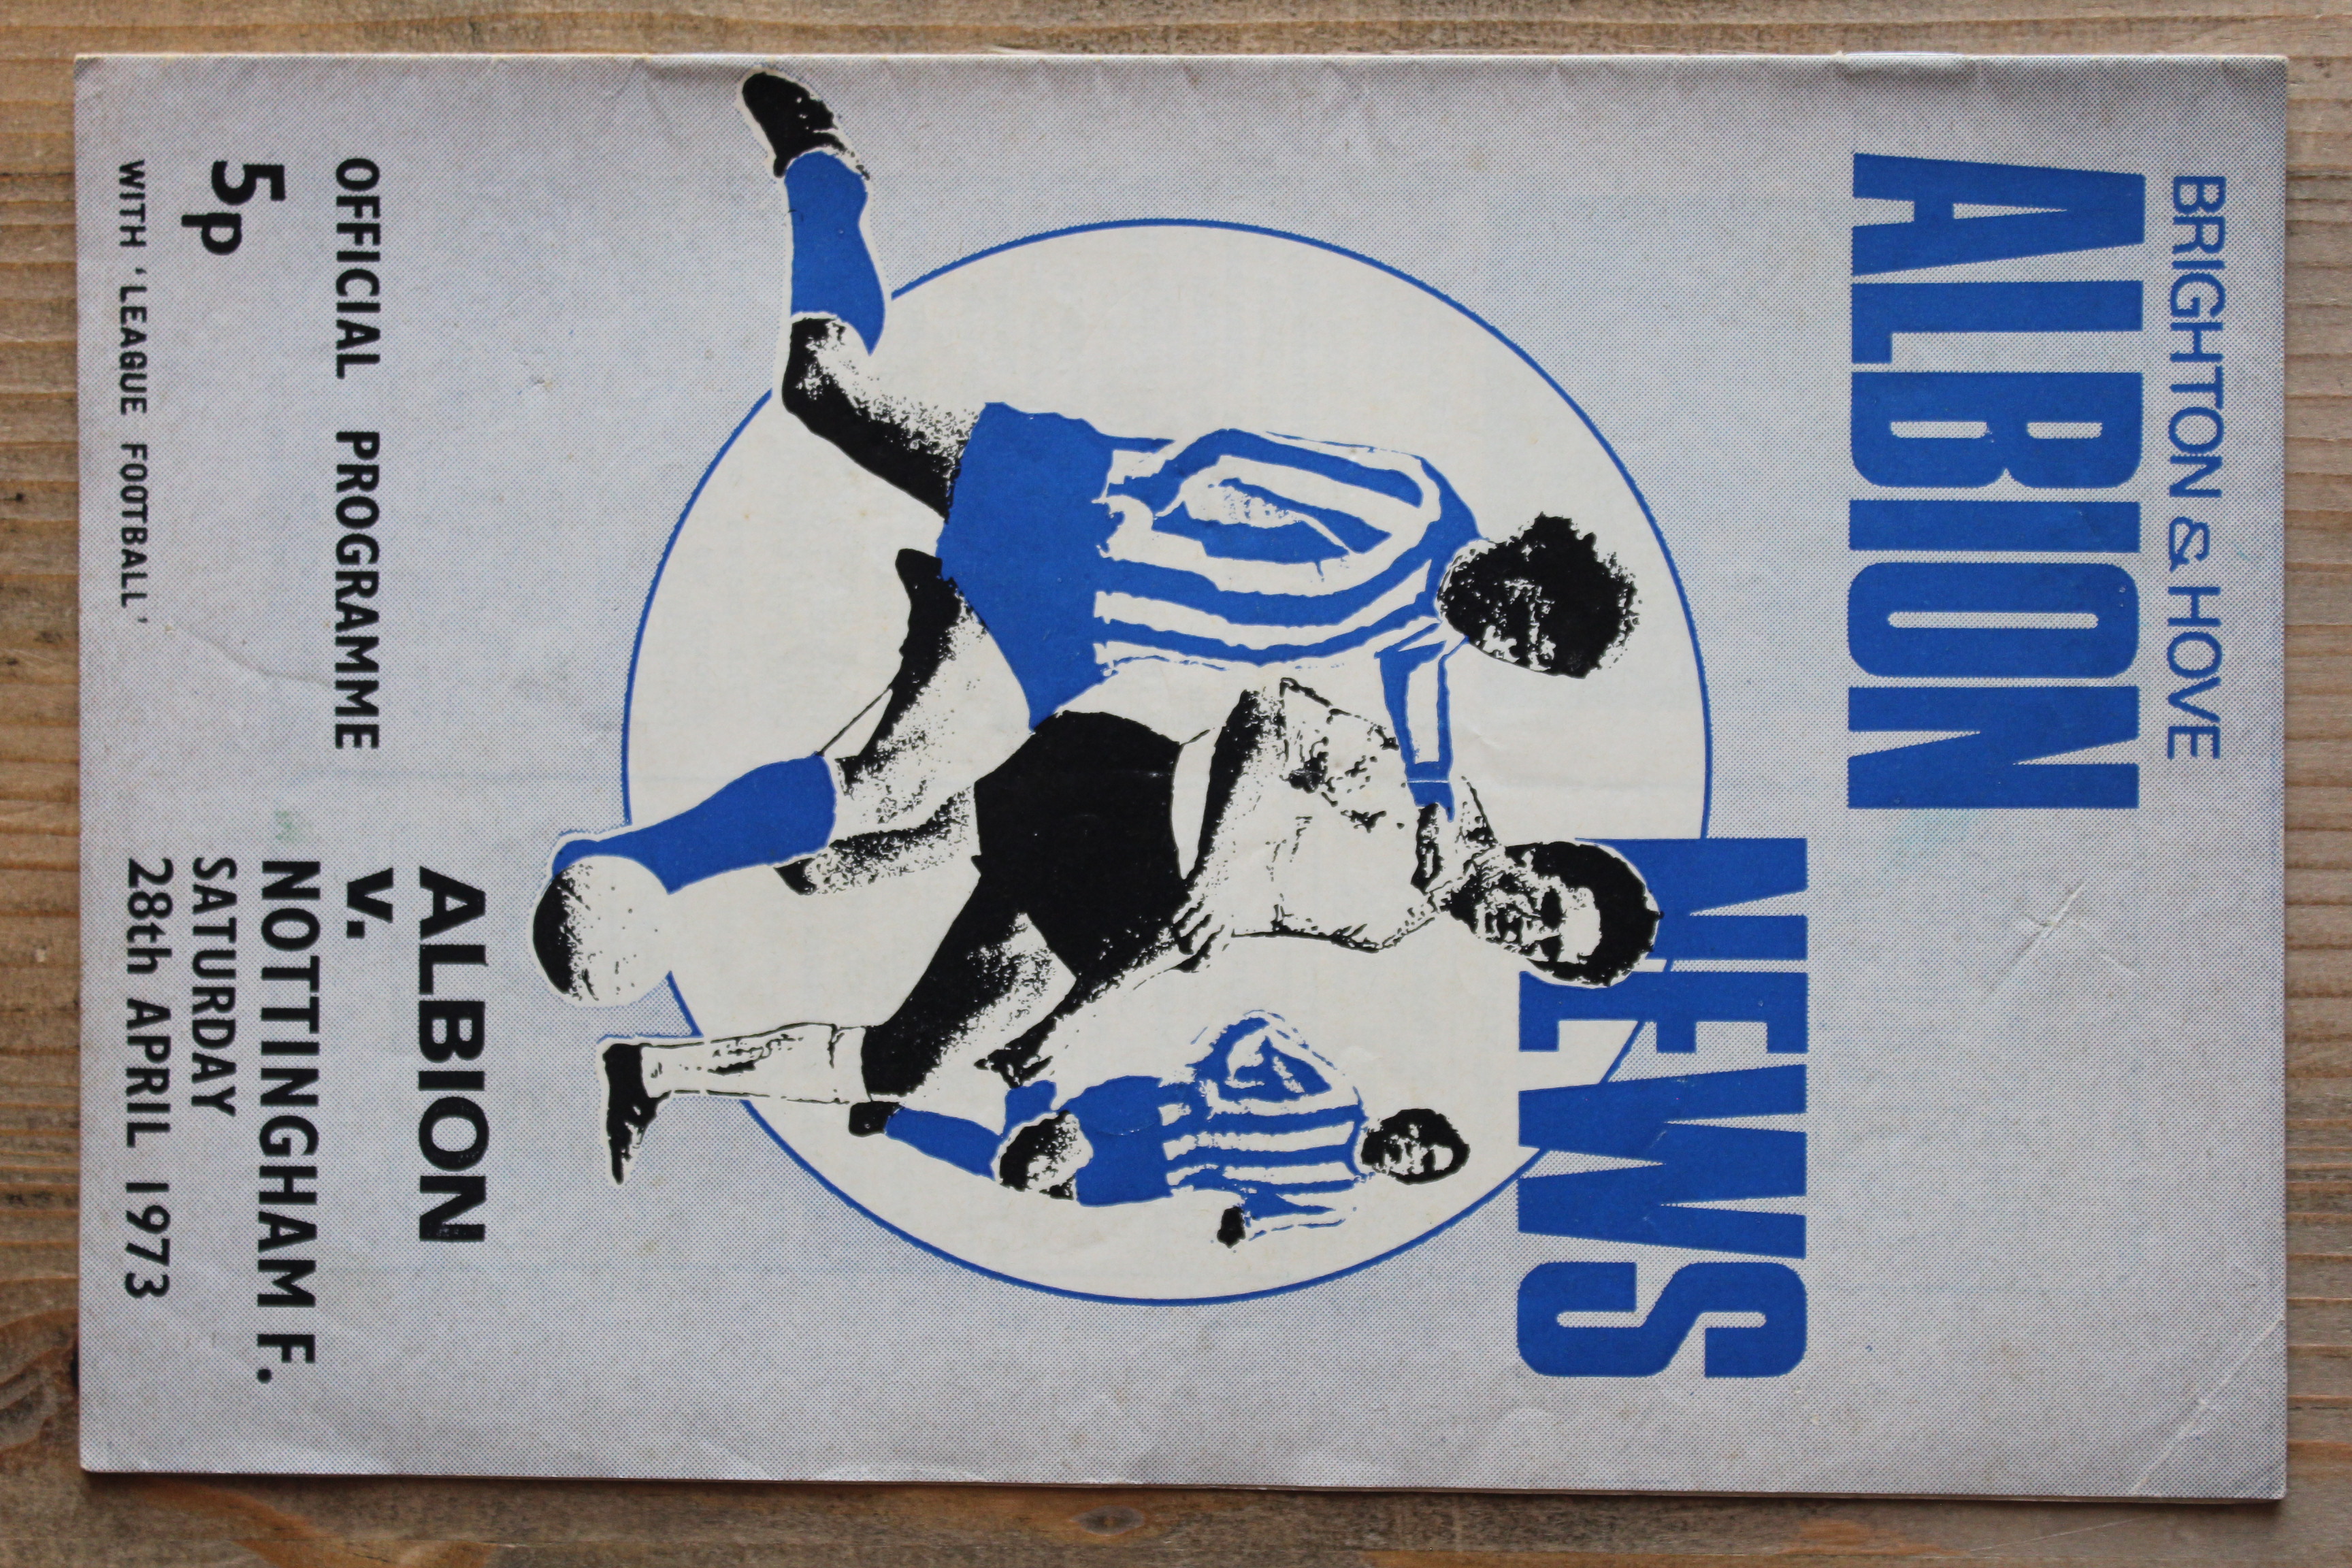 BRIGHTON & HOVE
ALBION
NEWS
OFFICIAL PROGRAMME
5p
WITH 'LEAGUE FOOTBALL'
ALBION
v.
NOTTINGHAM F.
SATURDAY
28th APRIL 1973